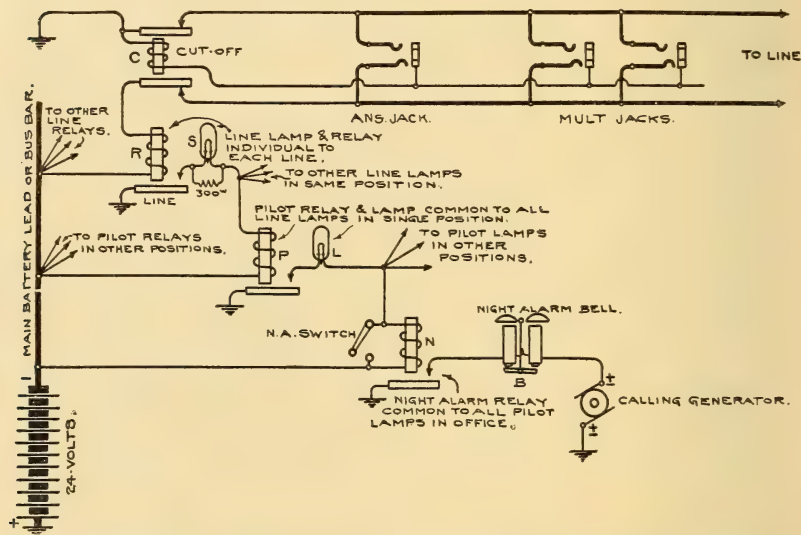 C
CUT-OFF
TO LINE
ANS. JACK.
MULT JACKS.
TO OTHER
LINE
RELAYS.
R
S
LINE LAMP & RELAY
INDIVIDUAL TO
EACH LINE.
300ω
LINE
TO OTHER LINE LAMPS
IN SAME POSITION.
PILOT RELAY & LAMP COMMON TO ALL
LINE LAMPS IN SINGLE POSITION.
TO PILOT RELAYS
IN OTHER POSITIONS.
P
L
TO PILOT LAMPS
IN OTHER
POSITIONS.
MAIN BATTERY LEAD OR BUS BAR.
N.A. SWITCH
N
NIGHT ALARM BELL.
B
NIGHT ALARM RELAY
COMMON TO ALL PILOT
LAMPS IN OFFICE.
±
CALLING GENERATOR.
±
−
24-VOLTS.
+